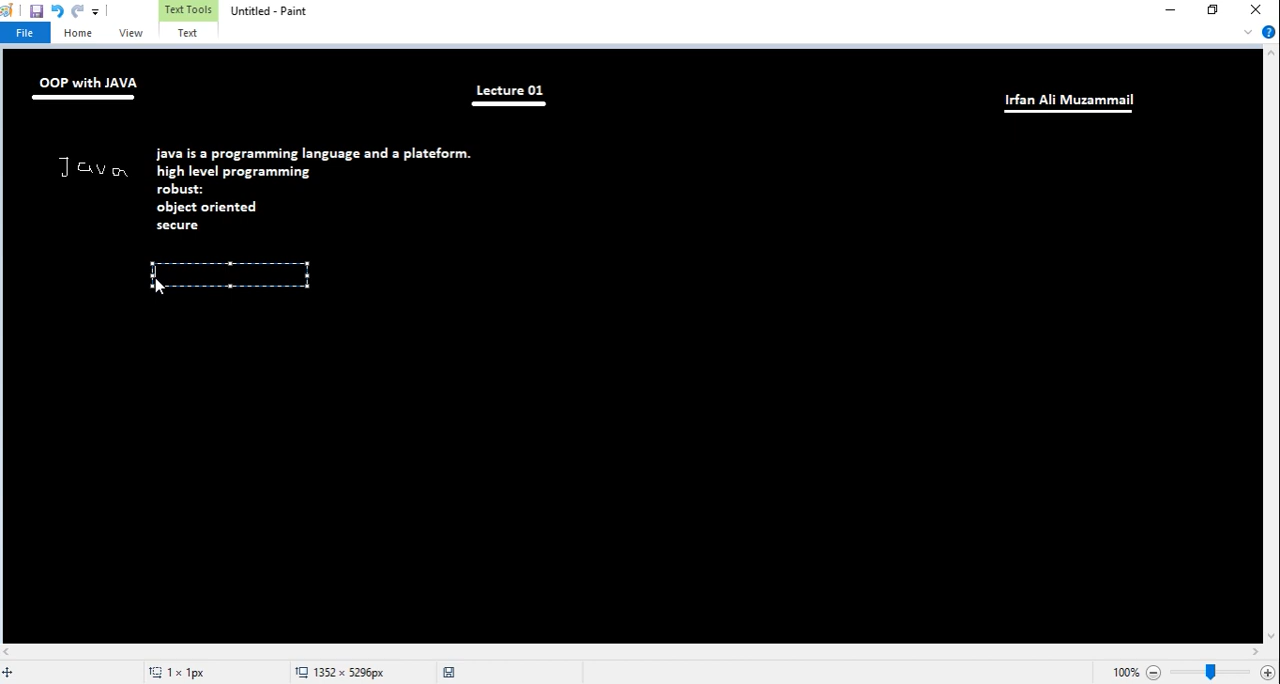 Text Tools
Untitled - Paint
File
Home
View
Text
OOP with JAVA
Lecture 01
Irfan Ali Muzammail
Java
java is a programming language and a plateform.
high level programming
robust:
object oriented
secure
1 × 1px
1352 × 5296px
100%